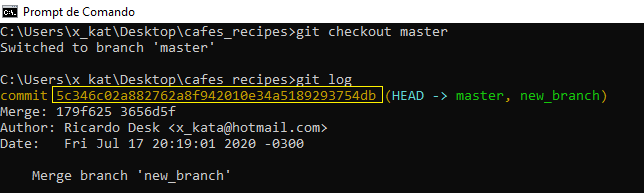 Prompt de Comando
C:\Users\x_kat\Desktop\cafes_recipes>git checkout master
Switched to branch 'master'
C:\Users\x_kat\Desktop\cafes_recipes>git log
commit 5c346c02a882762a8f942010e34a5189293754db (HEAD -> master, new_branch)
Merge: 179f625 3656d5f
Author: Ricardo Desk <x_kata@hotmail.com>
Date:   Fri Jul 17 20:19:01 2020 -0300
Merge branch 'new_branch'